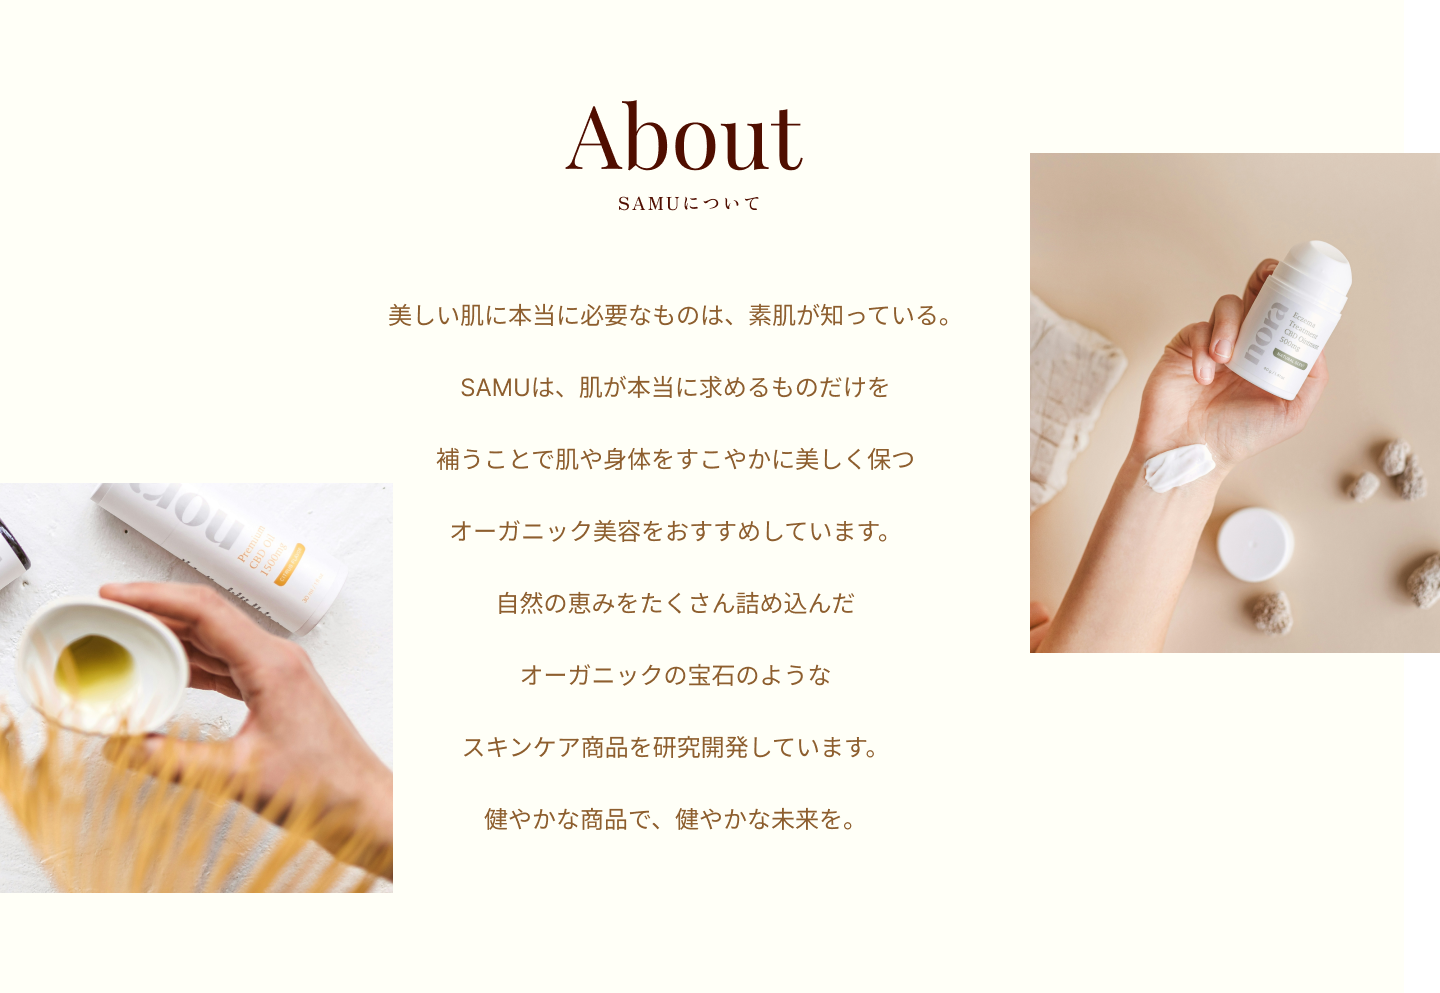 About
SAMUについて
美しい肌に本当に必要なものは、素肌が知っている。
SAMUは、肌が本当に求めるものだけを
補うことで肌や身体をすこやかに美しく保つ
オーガニック美容をおすすめしています。
自然の恵みをたくさん詰め込んだ
オーガニックの宝石のような
スキンケア商品を研究開発しています。
健やかな商品で、健やかな未来を。
nora
Eczema
Treatment
CBD Ointment
500mg
nou
Premium
CBD Oil
1500mg